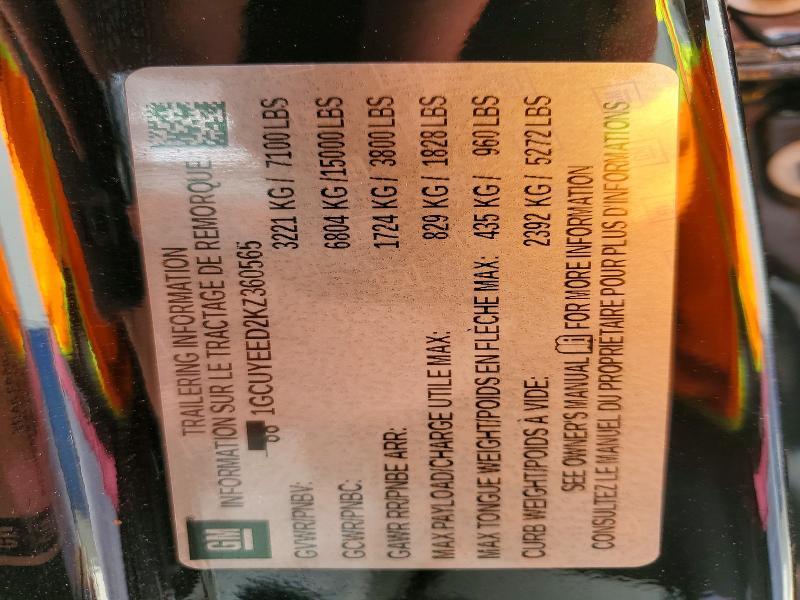 GM
TRAILERING INFORMATION
INFORMATION SUR LE TRACTAGE DE REMORQUE
1GCUYEED2KZ360565
GVWR/PNBV: 3221 KG / 7100 LBS
GCWR/PNBC: 6804 KG /15000 LBS
GAWR RR/PNBE ARR: 1724 KG / 3800 LBS
MAX PAYLOAD/CHARGE UTILE MAX: 829 KG / 1828 LBS
MAX TONGUE WEIGHT/POIDS EN FLÈCHE MAX: 435 KG / 960 LBS
CURB WEIGHT/POIDS À VIDE: 2392 KG / 5272 LBS
SEE OWNER'S MANUAL FOR MORE INFORMATION
CONSULTEZ LE MANUEL DU PROPRIÉTAIRE POUR PLUS D'INFORMATIONS